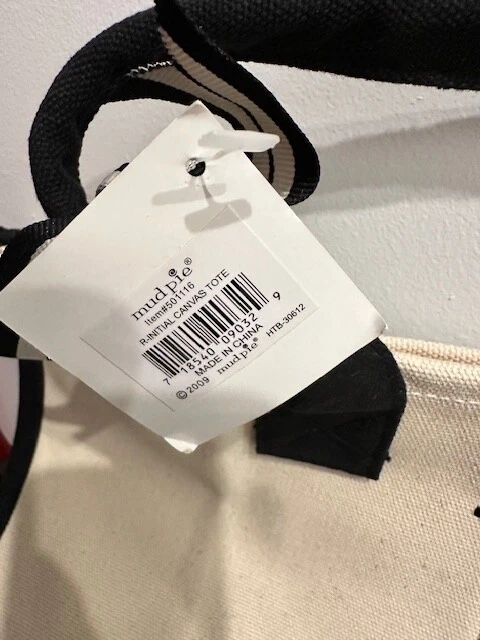 mud pie®
Item#501116
R-INITIAL CANVAS TOTE
7 18540 09032 9
MADE IN CHINA
©2009 mud pie® HTB-30612